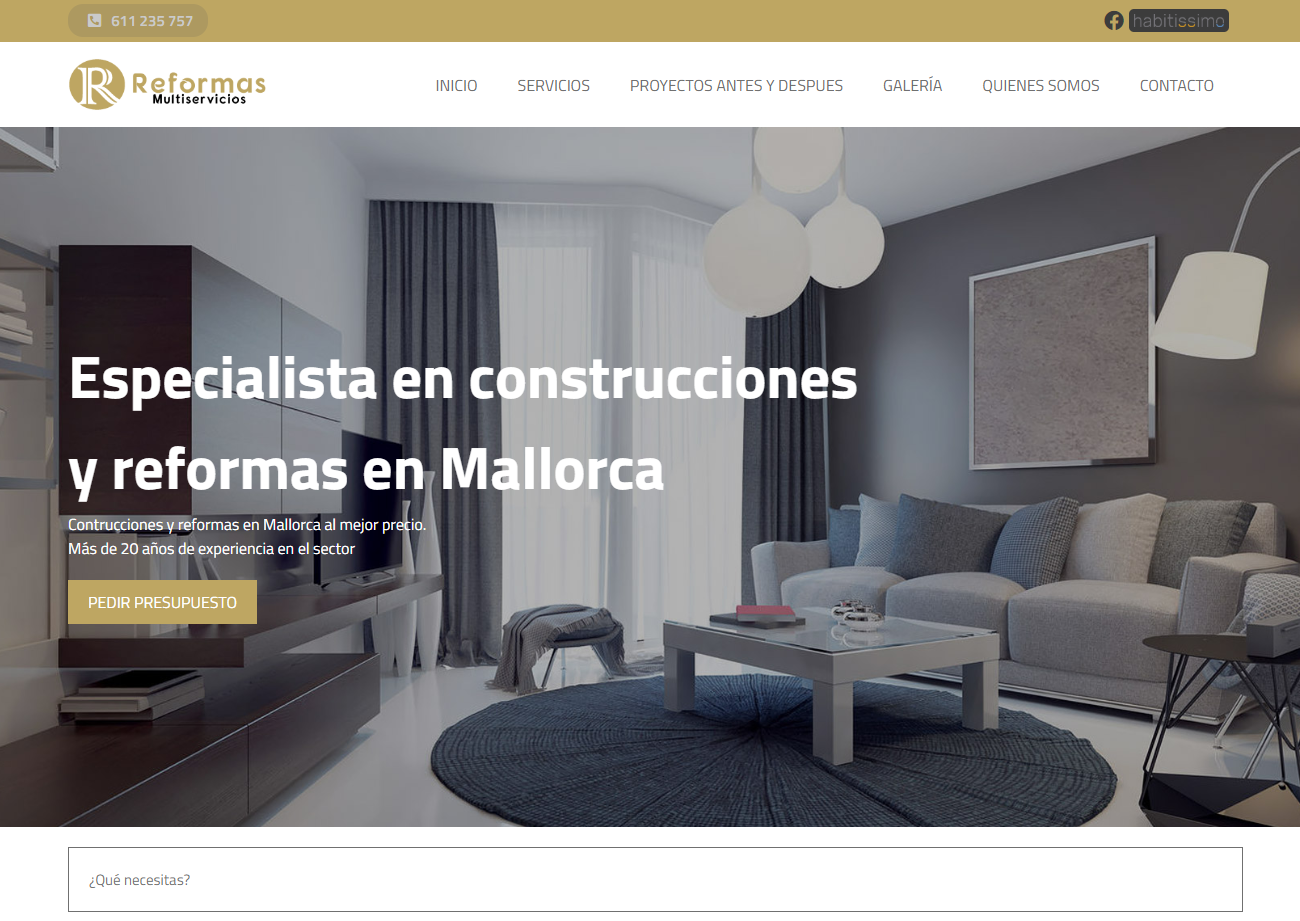 611 235 757
habitissimo
R Reformas
Multiservicios
INICIO SERVICIOS PROYECTOS ANTES Y DESPUES GALERÍA QUIENES SOMOS CONTACTO
Especialista en construcciones
y reformas en Mallorca
Contrucciones y reformas en Mallorca al mejor precio.
Más de 20 años de experiencia en el sector
PEDIR PRESUPUESTO
¿Qué necesitas?